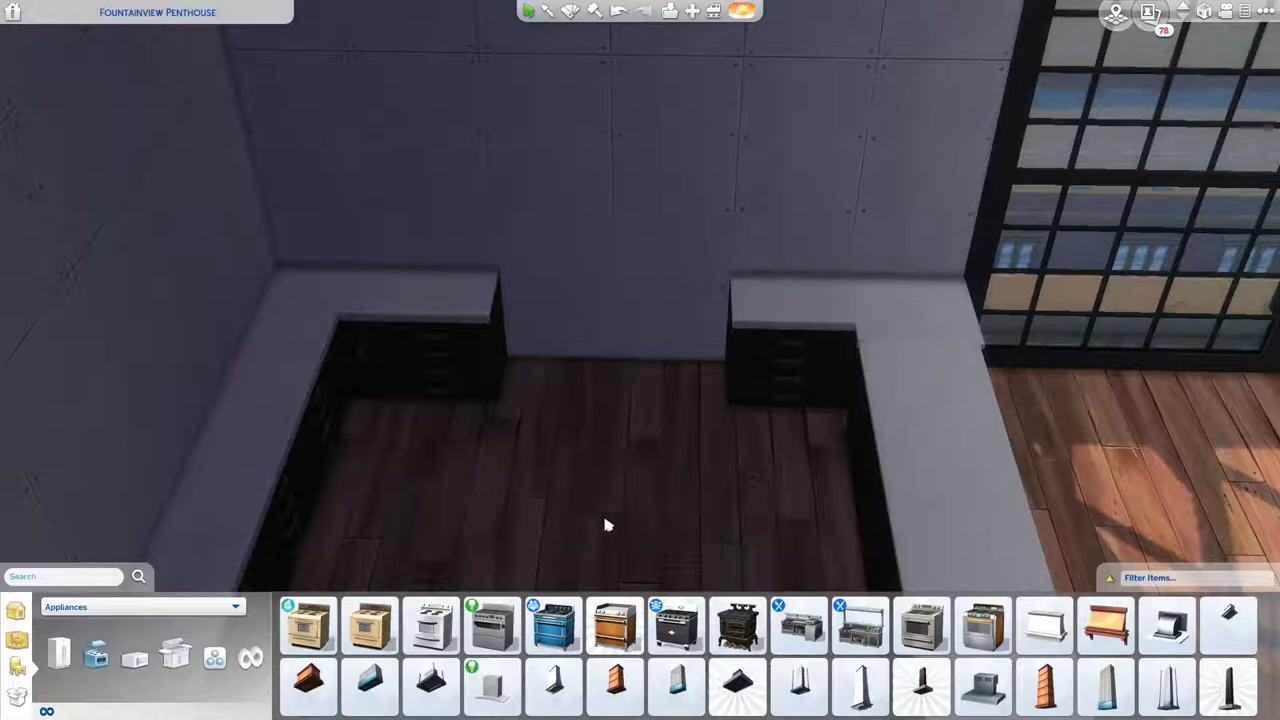 FOUNTAINVIEW PENTHOUSE
78
Search...
Filter Items...
Appliances